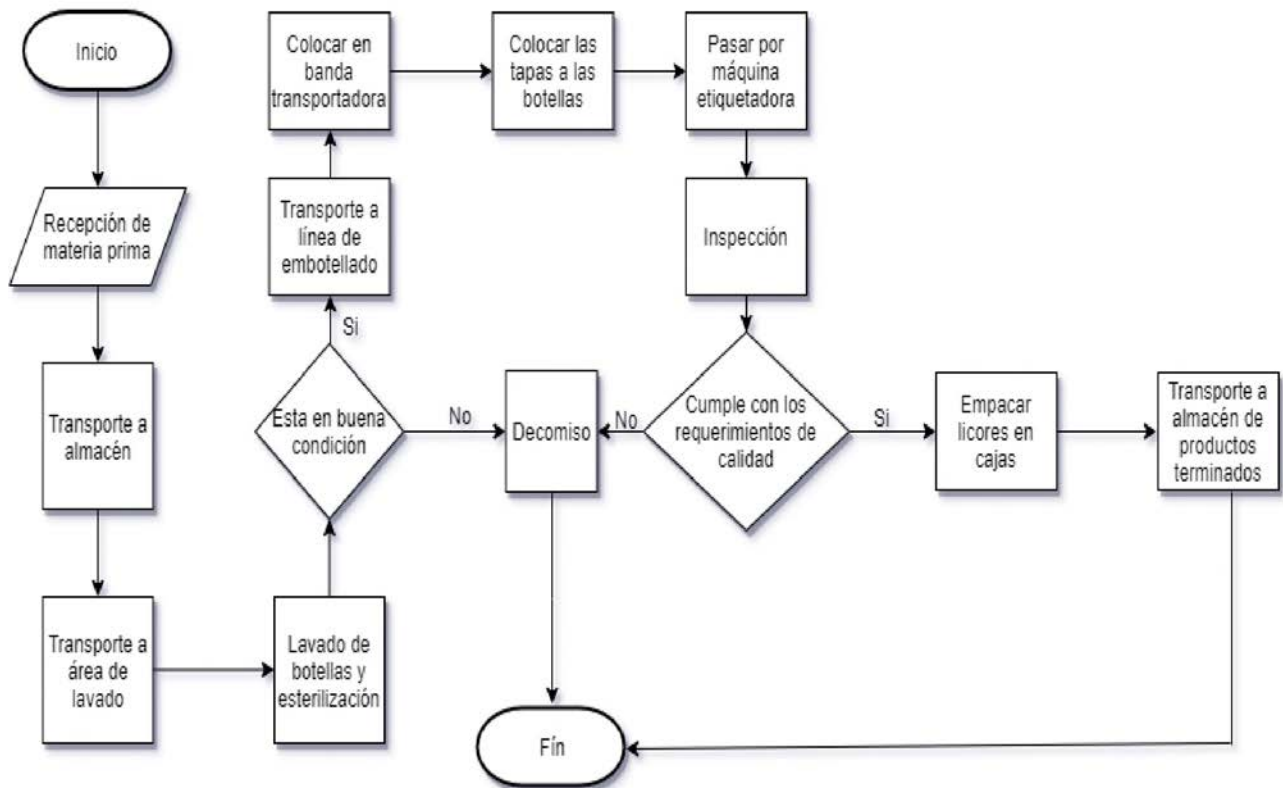 Inicio
Recepción de
materia prima
Transporte a
almacén
Transporte a
área de
lavado
Lavado de
botellas y
esterilización
Esta en buena
condición
Si
No
Transporte a
línea de
embotellado
Colocar en
banda
transportadora
Colocar las
tapas a las
botellas
Pasar por
máquina
etiquetadora
Inspección
Cumple con los
requerimientos de
calidad
No
Si
Decomiso
Empacar
licores en
cajas
Transporte a
almacén de
productos
terminados
Fín